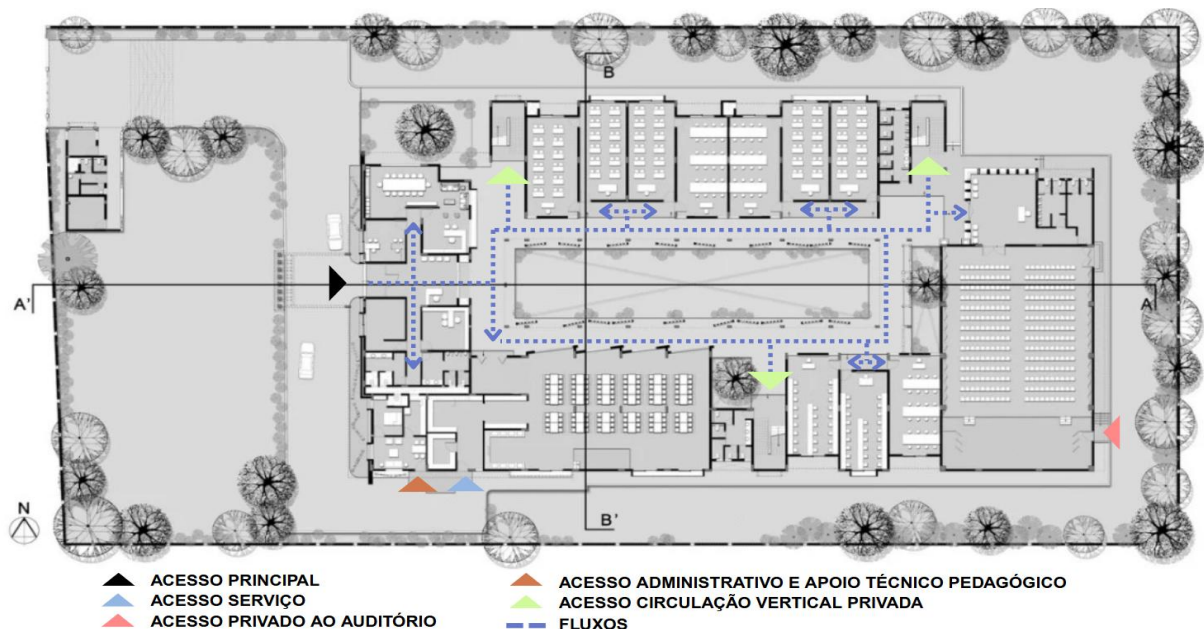 B
A'
A
N
B'
ACESSO PRINCIPAL
ACESSO SERVIÇO
ACESSO PRIVADO AO AUDITÓRIO
ACESSO ADMINISTRATIVO E APOIO TÉCNICO PEDAGÓGICO
ACESSO CIRCULAÇÃO VERTICAL PRIVADA
FLUXOS